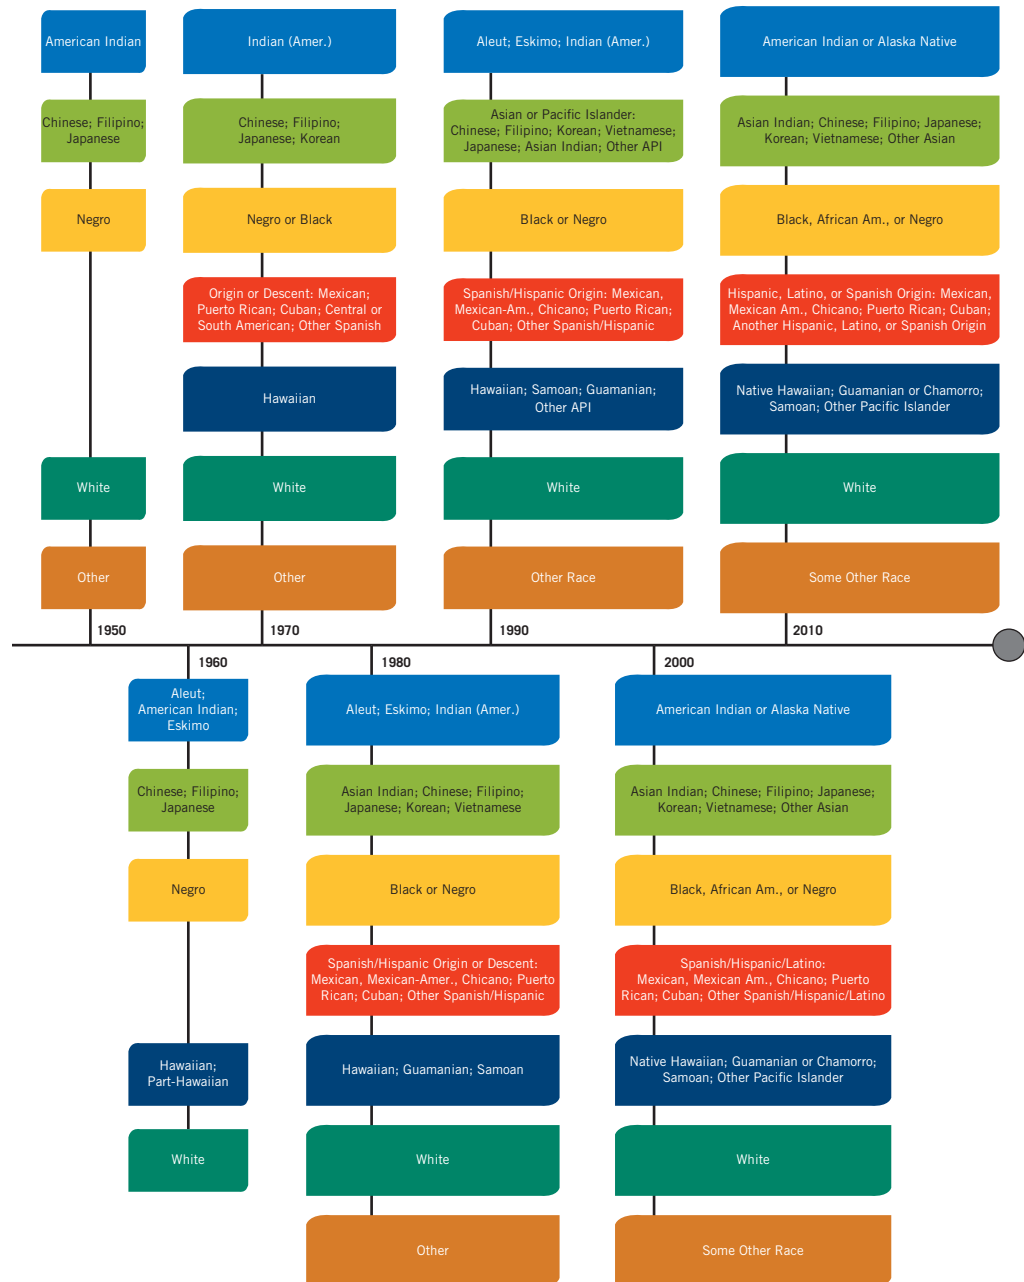 American Indian
Chinese; Filipino;
Japanese
Negro
White
Other
1950
Indian (Amer.)
Chinese; Filipino;
Japanese; Korean
Negro or Black
Origin or Descent: Mexican;
Puerto Rican; Cuban; Central or
South American; Other Spanish
Hawaiian
White
Other
1970
Aleut; Eskimo; Indian (Amer.)
Asian or Pacific Islander:
Chinese; Filipino; Korean; Vietnamese;
Japanese; Asian Indian; Other API
Black or Negro
Spanish/Hispanic Origin: Mexican,
Mexican-Am., Chicano; Puerto Rican;
Cuban; Other Spanish/Hispanic
Hawaiian; Samoan; Guamanian;
Other API
White
Other Race
1990
American Indian or Alaska Native
Asian Indian; Chinese; Filipino; Japanese;
Korean; Vietnamese; Other Asian
Black, African Am., or Negro
Hispanic, Latino, or Spanish Origin: Mexican,
Mexican Am., Chicano; Puerto Rican; Cuban;
Another Hispanic, Latino, or Spanish Origin
Native Hawaiian; Guamanian or Chamorro;
Samoan; Other Pacific Islander
White
Some Other Race
2010
1960
Aleut;
American Indian;
Eskimo
Chinese; Filipino;
Japanese
Negro
Hawaiian;
Part-Hawaiian
White
1980
Aleut; Eskimo; Indian (Amer.)
Asian Indian; Chinese; Filipino;
Japanese; Korean; Vietnamese
Black or Negro
Spanish/Hispanic Origin or Descent:
Mexican, Mexican-Amer., Chicano; Puerto
Rican; Cuban; Other Spanish/Hispanic
Hawaiian; Guamanian; Samoan
White
Other
2000
American Indian or Alaska Native
Asian Indian; Chinese; Filipino; Japanese;
Korean; Vietnamese; Other Asian
Black, African Am., or Negro
Spanish/Hispanic/Latino:
Mexican, Mexican Am., Chicano; Puerto
Rican; Cuban; Other Spanish/Hispanic/Latino
Native Hawaiian; Guamanian or Chamorro;
Samoan; Other Pacific Islander
White
Some Other Race